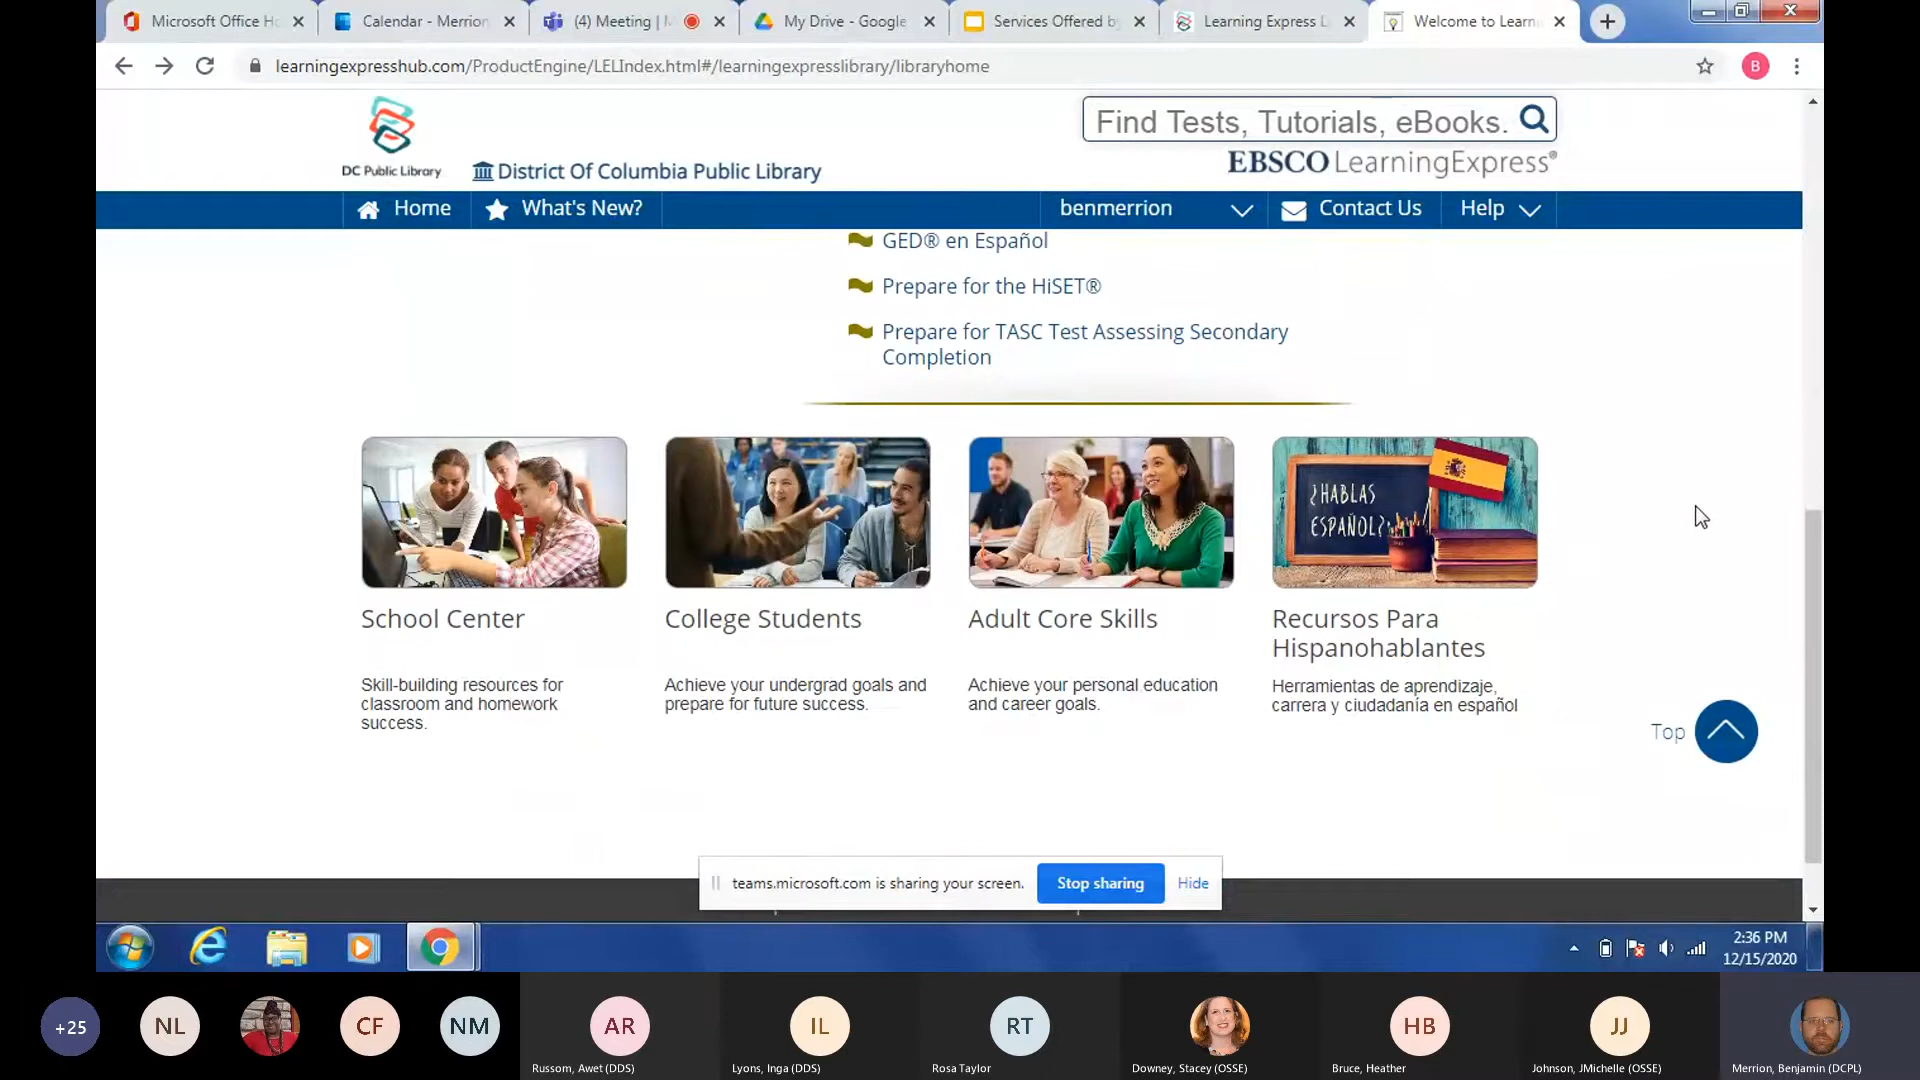 Microsoft Office Ho
Calendar - Merrion
(4) Meeting | M
My Drive - Google
Services Offered by
Learning Express L
Welcome to Learn
learningexpresshub.com/ProductEngine/LELIndex.html#/learningexpresslibrary/libraryhome
B
DC Public Library
District Of Columbia Public Library
Find Tests, Tutorials, eBooks.
EBSCO LearningExpress®
Home
What's New?
benmerrion
Contact Us
Help
GED® en Español
Prepare for the HiSET®
Prepare for TASC Test Assessing Secondary
Completion
¿HABLAS
ESPAÑOL?
School Center
College Students
Adult Core Skills
Recursos Para
Hispanohablantes
Skill-building resources for
classroom and homework
success.
Achieve your undergrad goals and
prepare for future success.
Achieve your personal education
and career goals.
Herramientas de aprendizaje,
carrera y ciudadanía en español
Top
teams.microsoft.com is sharing your screen.
Stop sharing
Hide
2:36 PM
12/15/2020
+25
NL
CF
NM
AR
IL
RT
HB
JJ
Russom, Awet (DDS)
Lyons, Inga (DDS)
Rosa Taylor
Downey, Stacey (OSSE)
Bruce, Heather
Johnson, JMichelle (OSSE)
Merrion, Benjamin (DCPL)